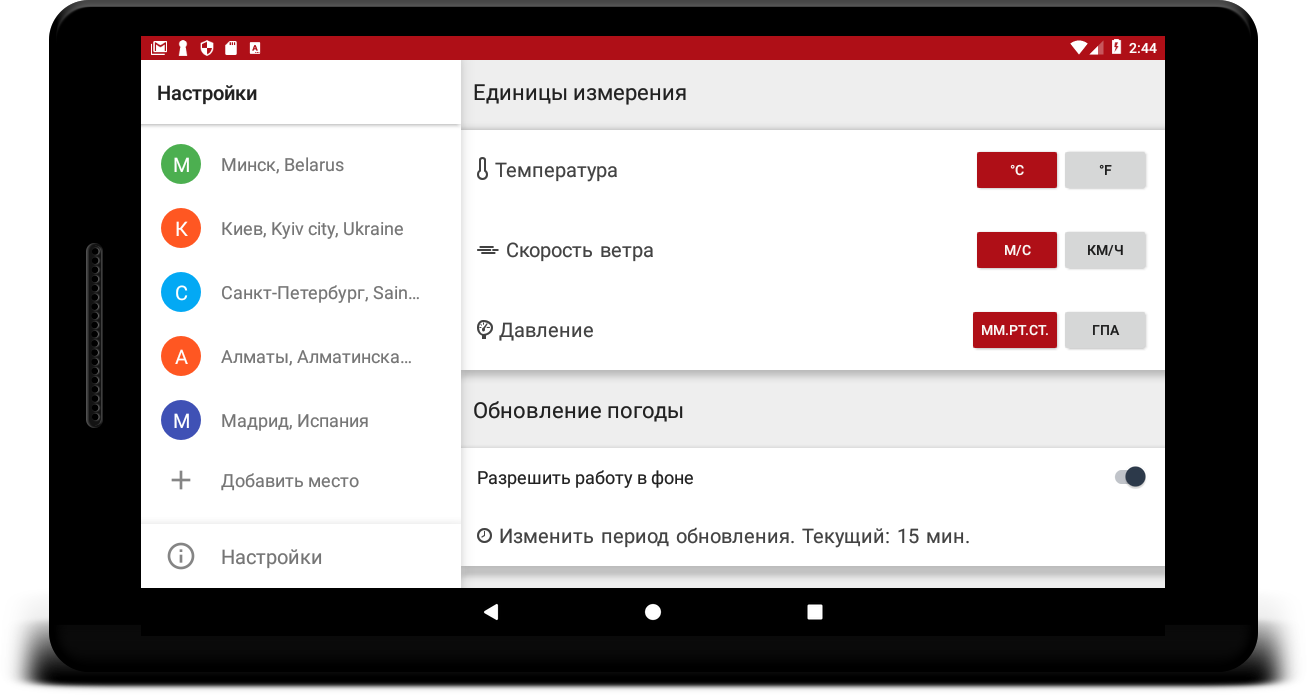 2:44
Настройки
М
Минск, Belarus
К
Киев, Kyiv city, Ukraine
С
Санкт-Петербург, Sain...
А
Алматы, Алматинска...
М
Мадрид, Испания
Добавить место
Настройки
Единицы измерения
Температура
°C
°F
Скорость ветра
М/С
КМ/Ч
Давление
ММ.РТ.СТ.
ГПА
Обновление погоды
Разрешить работу в фоне
Изменить период обновления. Текущий: 15 мин.